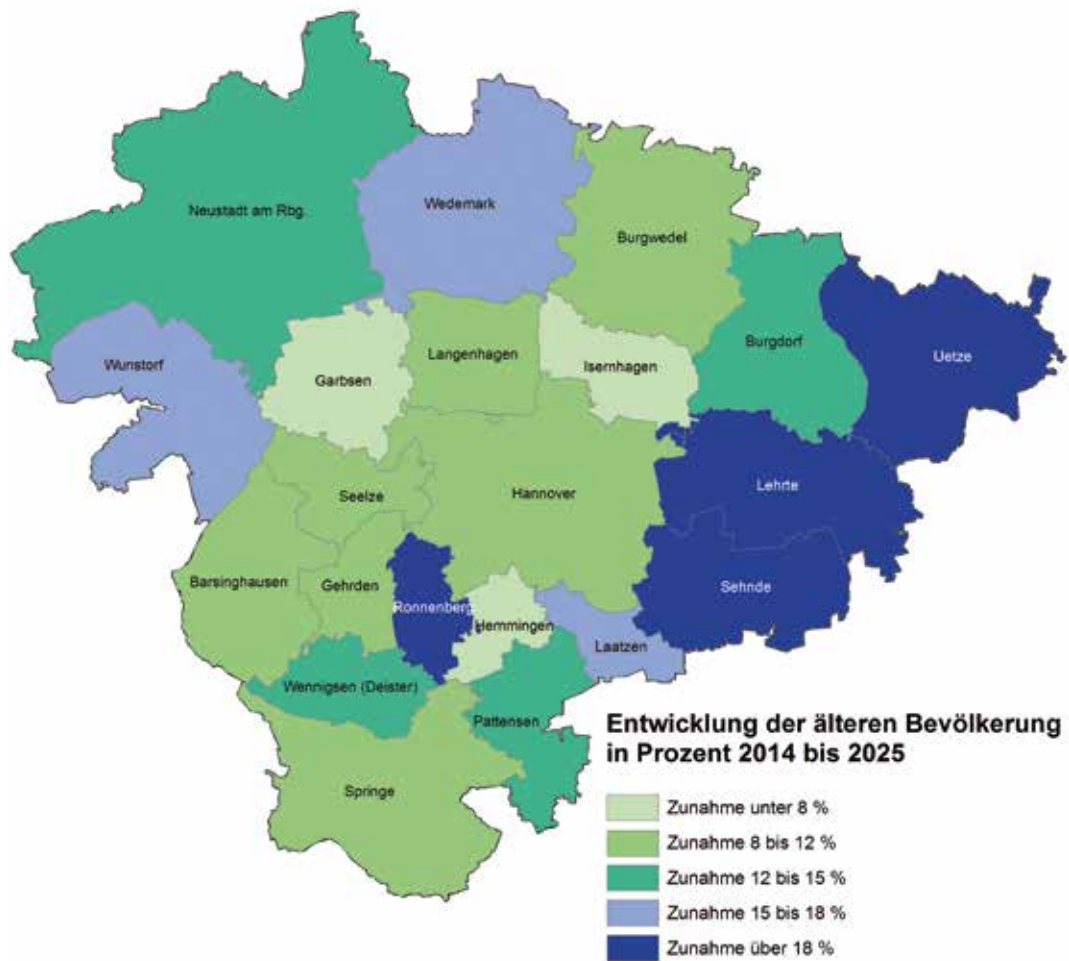 Neustadt am Rbg.
Wedemark
Burgwedel
Burgdorf
Uetze
Wunstorf
Garbsen
Langenhagen
Isernhagen
Seelze
Hannover
Lehrte
Barsinghausen
Gehrden
Ronnenberg
Hemmingen
Sehnde
Laatzen
Wennigsen (Deister)
Pattensen
Springe
Entwicklung der älteren Bevölkerung
in Prozent 2014 bis 2025
Zunahme unter 8 %
Zunahme 8 bis 12 %
Zunahme 12 bis 15 %
Zunahme 15 bis 18 %
Zunahme über 18 %